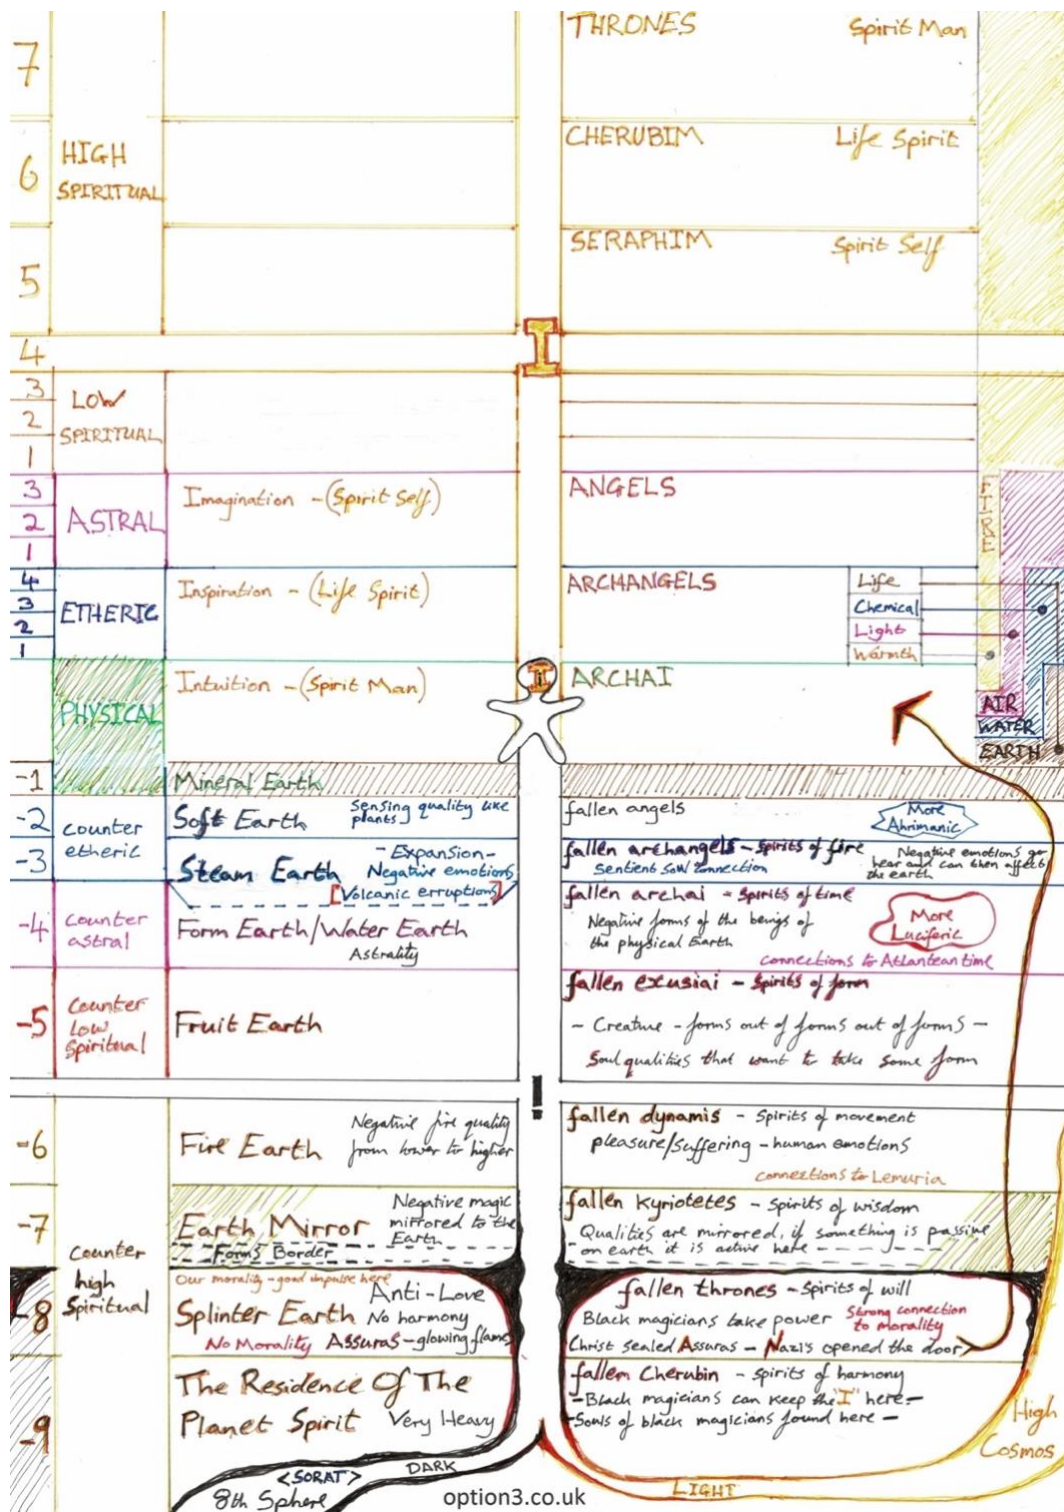 7
THRONES Spirit Man
HIGH
SPIRITUAL
6
CHERUBIM Life Spirit
5
SERAPHIM Spirit Self
4
I
3
2
1
LOW
SPIRITUAL
3
2
1
ASTRAL
Imagination - (Spirit Self)
ANGELS
FIRE
4
3
2
1
ETHERIC
Inspiration - (Life Spirit)
ARCHANGELS
Life
Chemical
Light
Warmth
PHYSICAL
Intuition - (Spirit Man)
I
ARCHAI
AIR
WATER
EARTH
-1
Mineral Earth
-2
counter
etheric
Soft Earth
Sensing quality like
plants
fallen angels
More
Ahrimanic
-3
Steam Earth
- Expansion -
Negative emotions
[Volcanic erruptions]
fallen archangels - spirits of fire
Sentient Soul connection
Negative emotions go
hear and can then affect
the earth
-4
counter
astral
Form Earth/Water Earth
Astrality
fallen archai - spirits of time
Negative forms of the beings of
the physical Earth
More
Luciferic
connections to Atlantean time
-5
Counter
Low
Spiritual
Fruit Earth
fallen exusiai - spirits of form
- Creature - forms out of forms out of forms -
Soul qualities that want to take some form
-6
Fire Earth
Negative fire quality
from lower to higher
fallen dynamis - spirits of movement
pleasure/suffering - human emotions
connections to Lemuria
-7
Earth Mirror
Negative magic
mirrored to the
Earth
Forms Border
fallen kyriotetes - spirits of wisdom
Qualities are mirrored, if something is passive
- on earth it is active here
Counter
high
Spiritual
-8
Our morality - good impulse here
Splinter Earth
Anti-Love
No harmony
No Morality Assuras - glowing flame
fallen thrones - spirits of will
Black magicians take power
Strong connection
to morality
Christ sealed Assuras - Nazi's opened the door
-9
The Residence Of The
Planet Spirit Very Heavy
fallen Cherubin - spirits of harmony
- Black magicians can keep the "I" here -
- Souls of black magicians found here -
High
Cosmos
<SORAT> DARK
8th Sphere
LIGHT
option3.co.uk